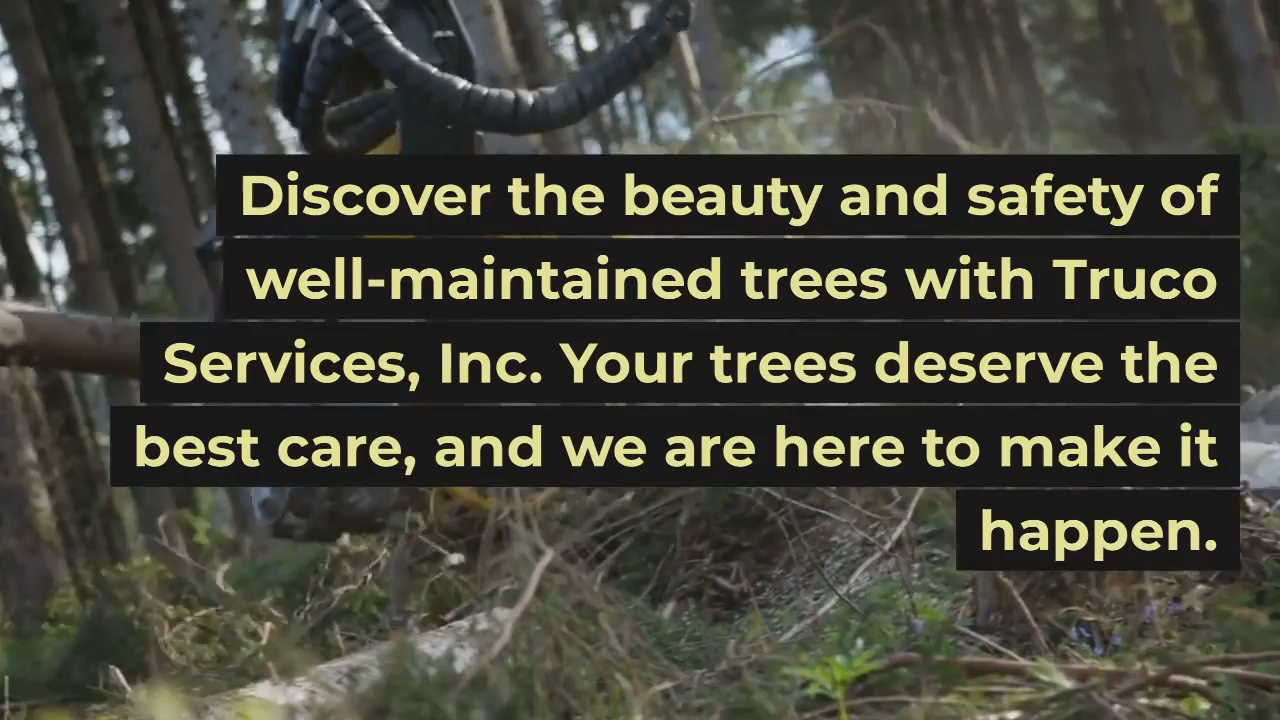 Discover the beauty and safety of
well-maintained trees with Truco
Services, Inc. Your trees deserve the
best care, and we are here to make it
happen.